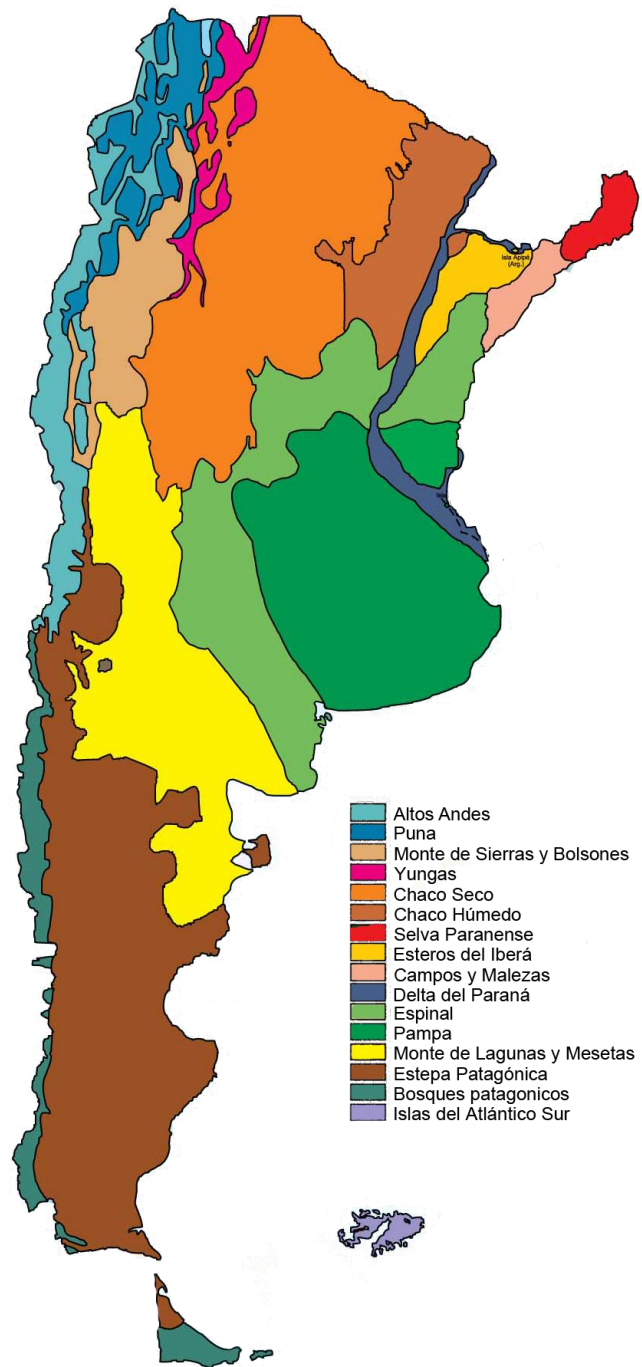 Isla Apipé
(Arg.)
Altos Andes
Puna
Monte de Sierras y Bolsones
Yungas
Chaco Seco
Chaco Húmedo
Selva Paranense
Esteros del Iberá
Campos y Malezas
Delta del Paraná
Espinal
Pampa
Monte de Lagunas y Mesetas
Estepa Patagónica
Bosques patagonicos
Islas del Atlántico Sur